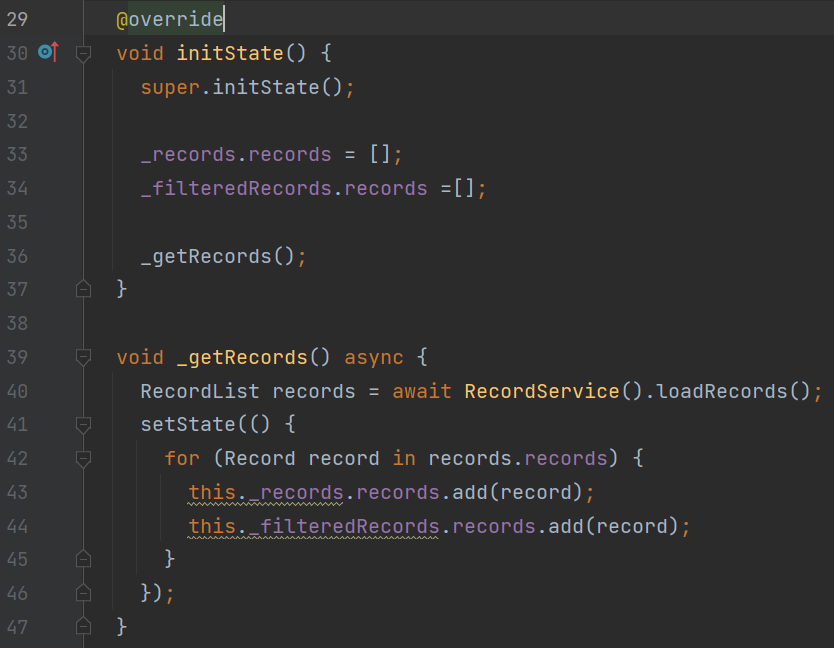 29 @override
30 void initState() {
31 super.initState();
32
33 _records.records = [];
34 _filteredRecords.records =[];
35
36 _getRecords();
37 }
38
39 void _getRecords() async {
40 RecordList records = await RecordService().loadRecords();
41 setState(() {
42 for (Record record in records.records) {
43 this._records.records.add(record);
44 this._filteredRecords.records.add(record);
45 }
46 });
47 }